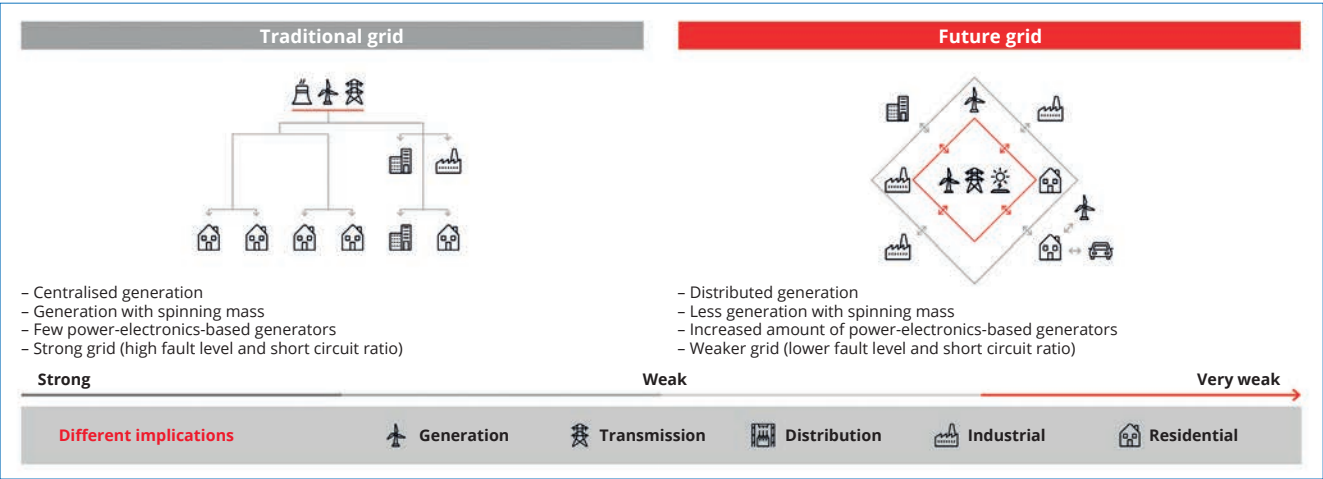 Traditional grid
Future grid
– Centralised generation
– Generation with spinning mass
– Few power-electronics-based generators
– Strong grid (high fault level and short circuit ratio)
– Distributed generation
– Less generation with spinning mass
– Increased amount of power-electronics-based generators
– Weaker grid (lower fault level and short circuit ratio)
Strong
Weak
Very weak
Different implications
Generation
Transmission
Distribution
Industrial
Residential